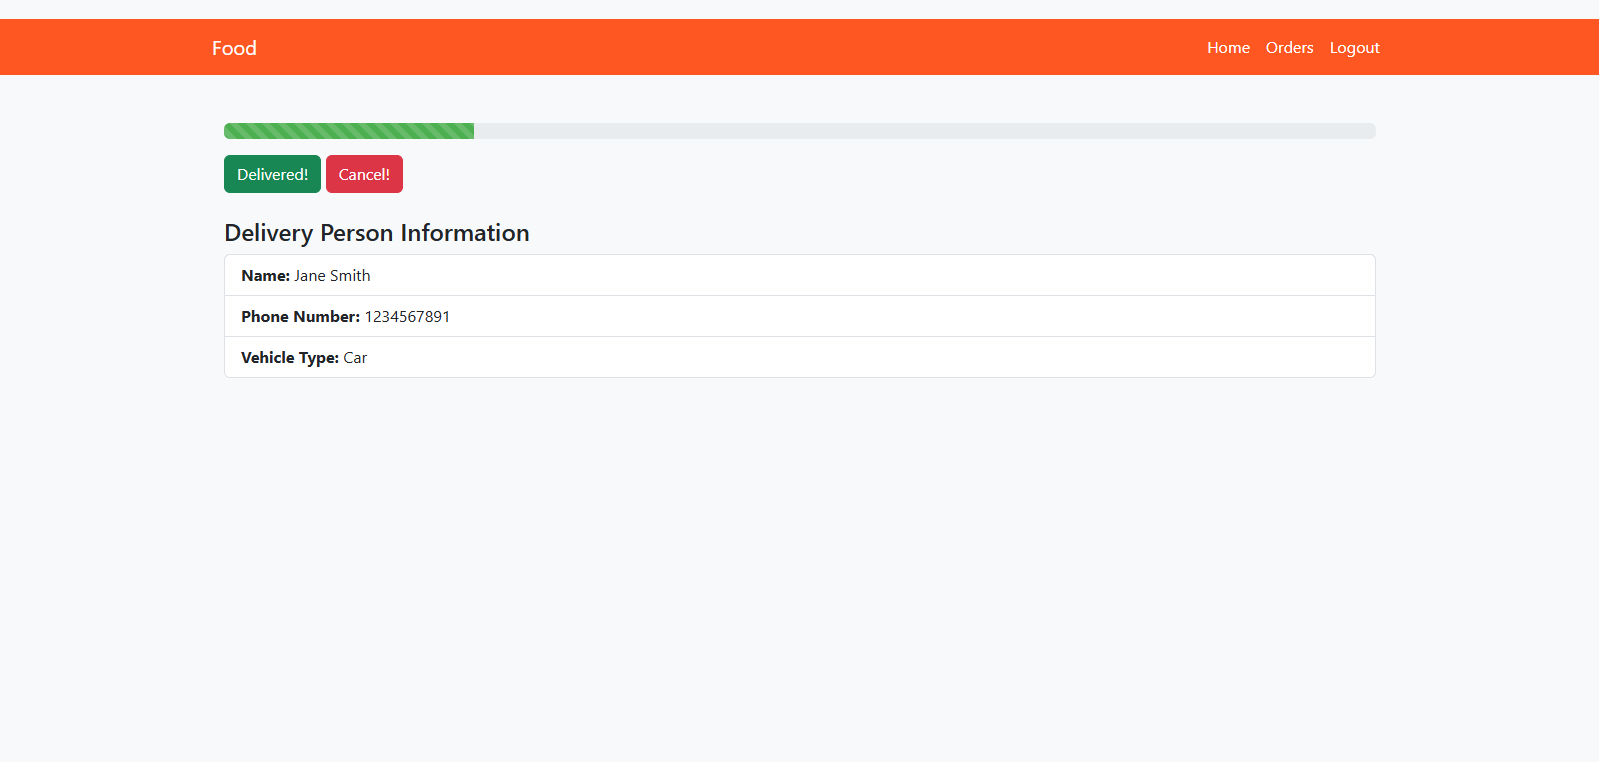 Food Home Orders Logout
Delivered! Cancel!
Delivery Person Information
Name: Jane Smith
Phone Number: 1234567891
Vehicle Type: Car